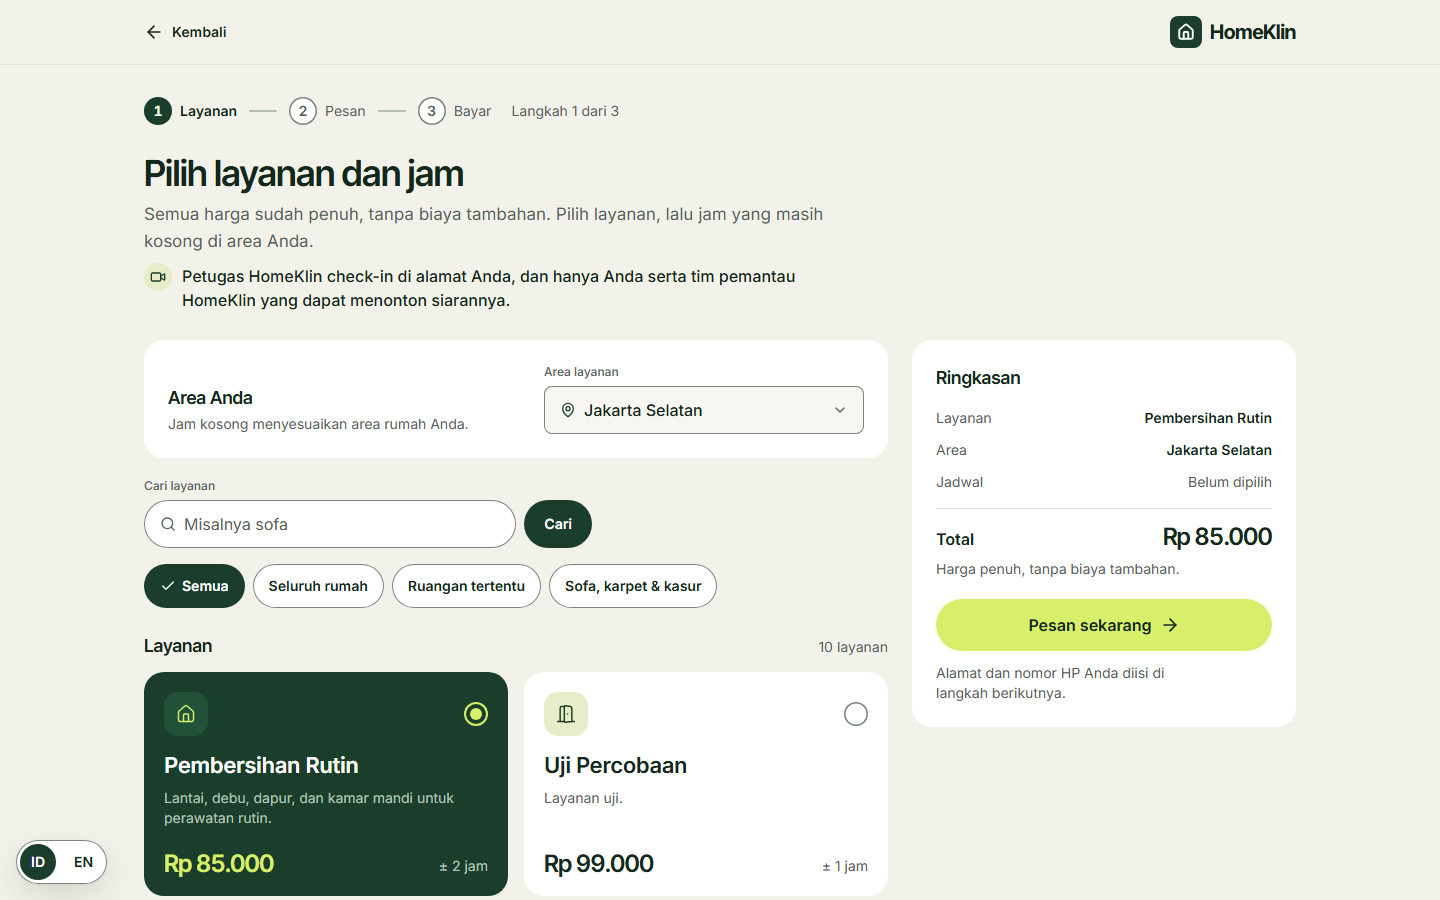 Kembali
HomeKlin
1 Layanan 2 Pesan 3 Bayar Langkah 1 dari 3
Pilih layanan dan jam
Semua harga sudah penuh, tanpa biaya tambahan. Pilih layanan, lalu jam yang masih
kosong di area Anda.
Petugas HomeKlin check-in di alamat Anda, dan hanya Anda serta tim pemantau
HomeKlin yang dapat menonton siarannya.
Area Anda
Jam kosong menyesuaikan area rumah Anda.
Area layanan
Jakarta Selatan
Cari layanan
Misalnya sofa
Cari
Semua
Seluruh rumah
Ruangan tertentu
Sofa, karpet & kasur
Layanan
10 layanan
Pembersihan Rutin
Lantai, debu, dapur, dan kamar mandi untuk
perawatan rutin.
Rp 85.000
± 2 jam
Uji Percobaan
Layanan uji.
Rp 99.000
± 1 jam
Ringkasan
Layanan Pembersihan Rutin
Area Jakarta Selatan
Jadwal Belum dipilih
Total Rp 85.000
Harga penuh, tanpa biaya tambahan.
Pesan sekarang
Alamat dan nomor HP Anda diisi di
langkah berikutnya.
ID EN